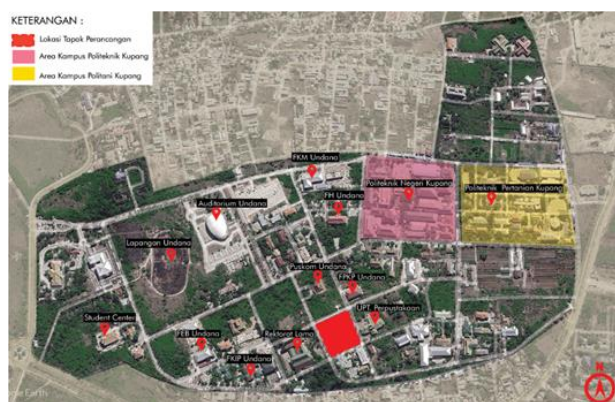 KETERANGAN :
Lokasi Tapak Perancangan
Area Kampus Politeknik Kupang
Area Kampus Politani Kupang
FKM Undana
Politeknik Negeri Kupang
Politeknik Pertanian Kupang
Auditorium Undana
FH Undana
Lapangan Undana
Puskom Undana
FPKP Undana
UPT. Perpustakaan
Student Center
FEB Undana
Rektorat Lama
FKIP Undana
N
Earth